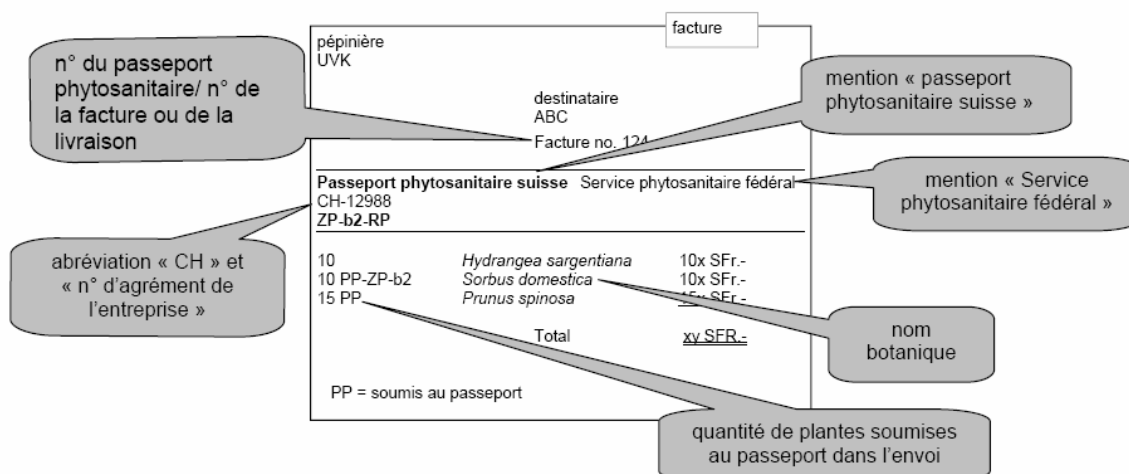 facture
pépinière
UVK
n° du passeport
phytosanitaire/ n° de
la facture ou de la
livraison
mention « passeport
phytosanitaire suisse »
destinataire
ABC
Facture no. 124
Passeport phytosanitaire suisse Service phytosanitaire fédéral
CH-12988
ZP-b2-RP
mention « Service
phytosanitaire fédéral »
abréviation « CH » et
« n° d'agrément de
l'entreprise »
10 Hydrangea sargentiana 10x SFr.-
10 PP-ZP-b2 Sorbus domestica 10x SFr.-
15 PP Prunus spinosa 15x SFr.-
Total xy SFR.-
nom
botanique
PP = soumis au passeport
quantité de plantes soumises
au passeport dans l'envoi